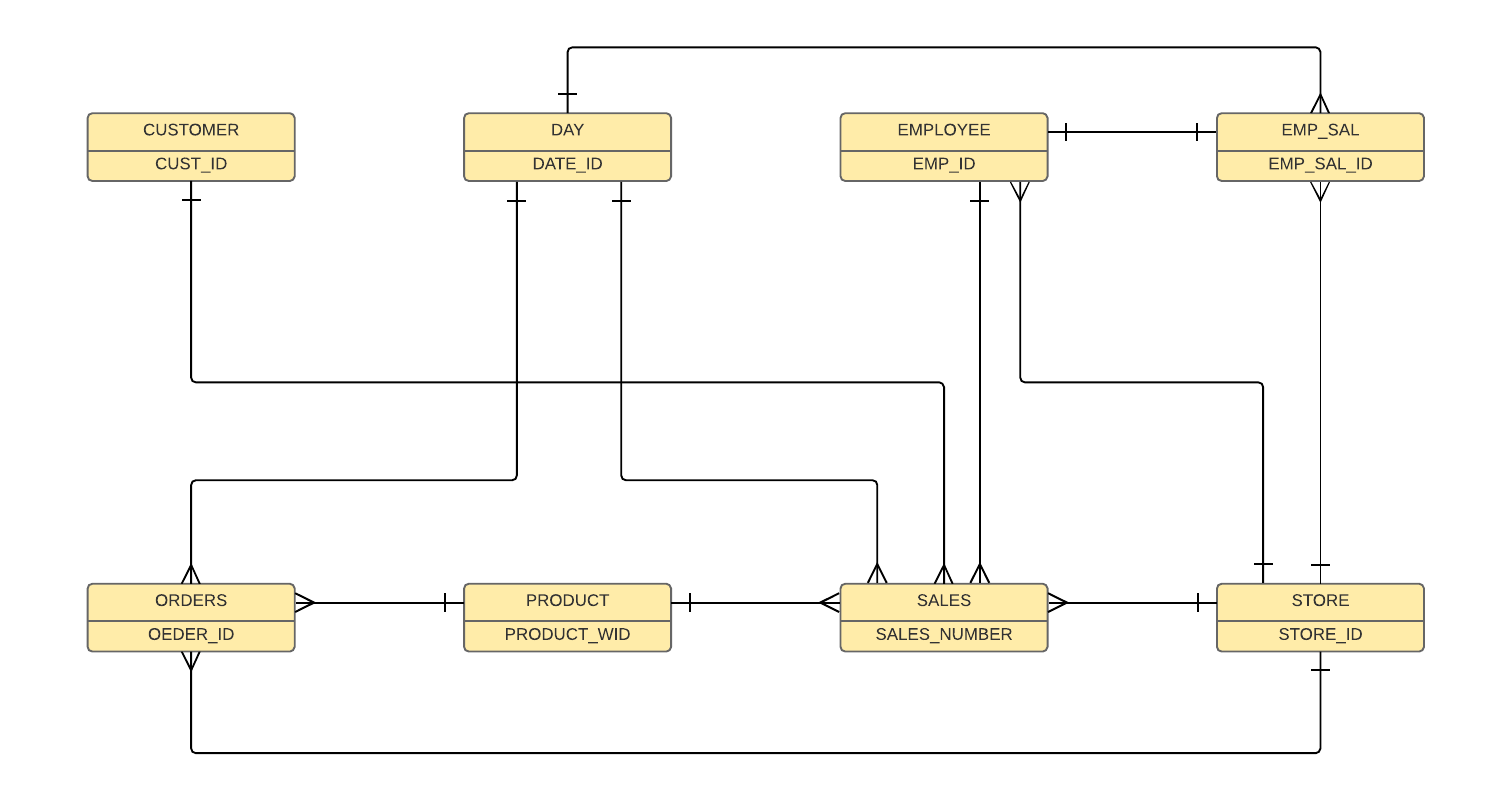 CUSTOMER
CUST_ID
DAY
DATE_ID
EMPLOYEE
EMP_ID
EMP_SAL
EMP_SAL_ID
ORDERS
OEDER_ID
PRODUCT
PRODUCT_WID
SALES
SALES_NUMBER
STORE
STORE_ID